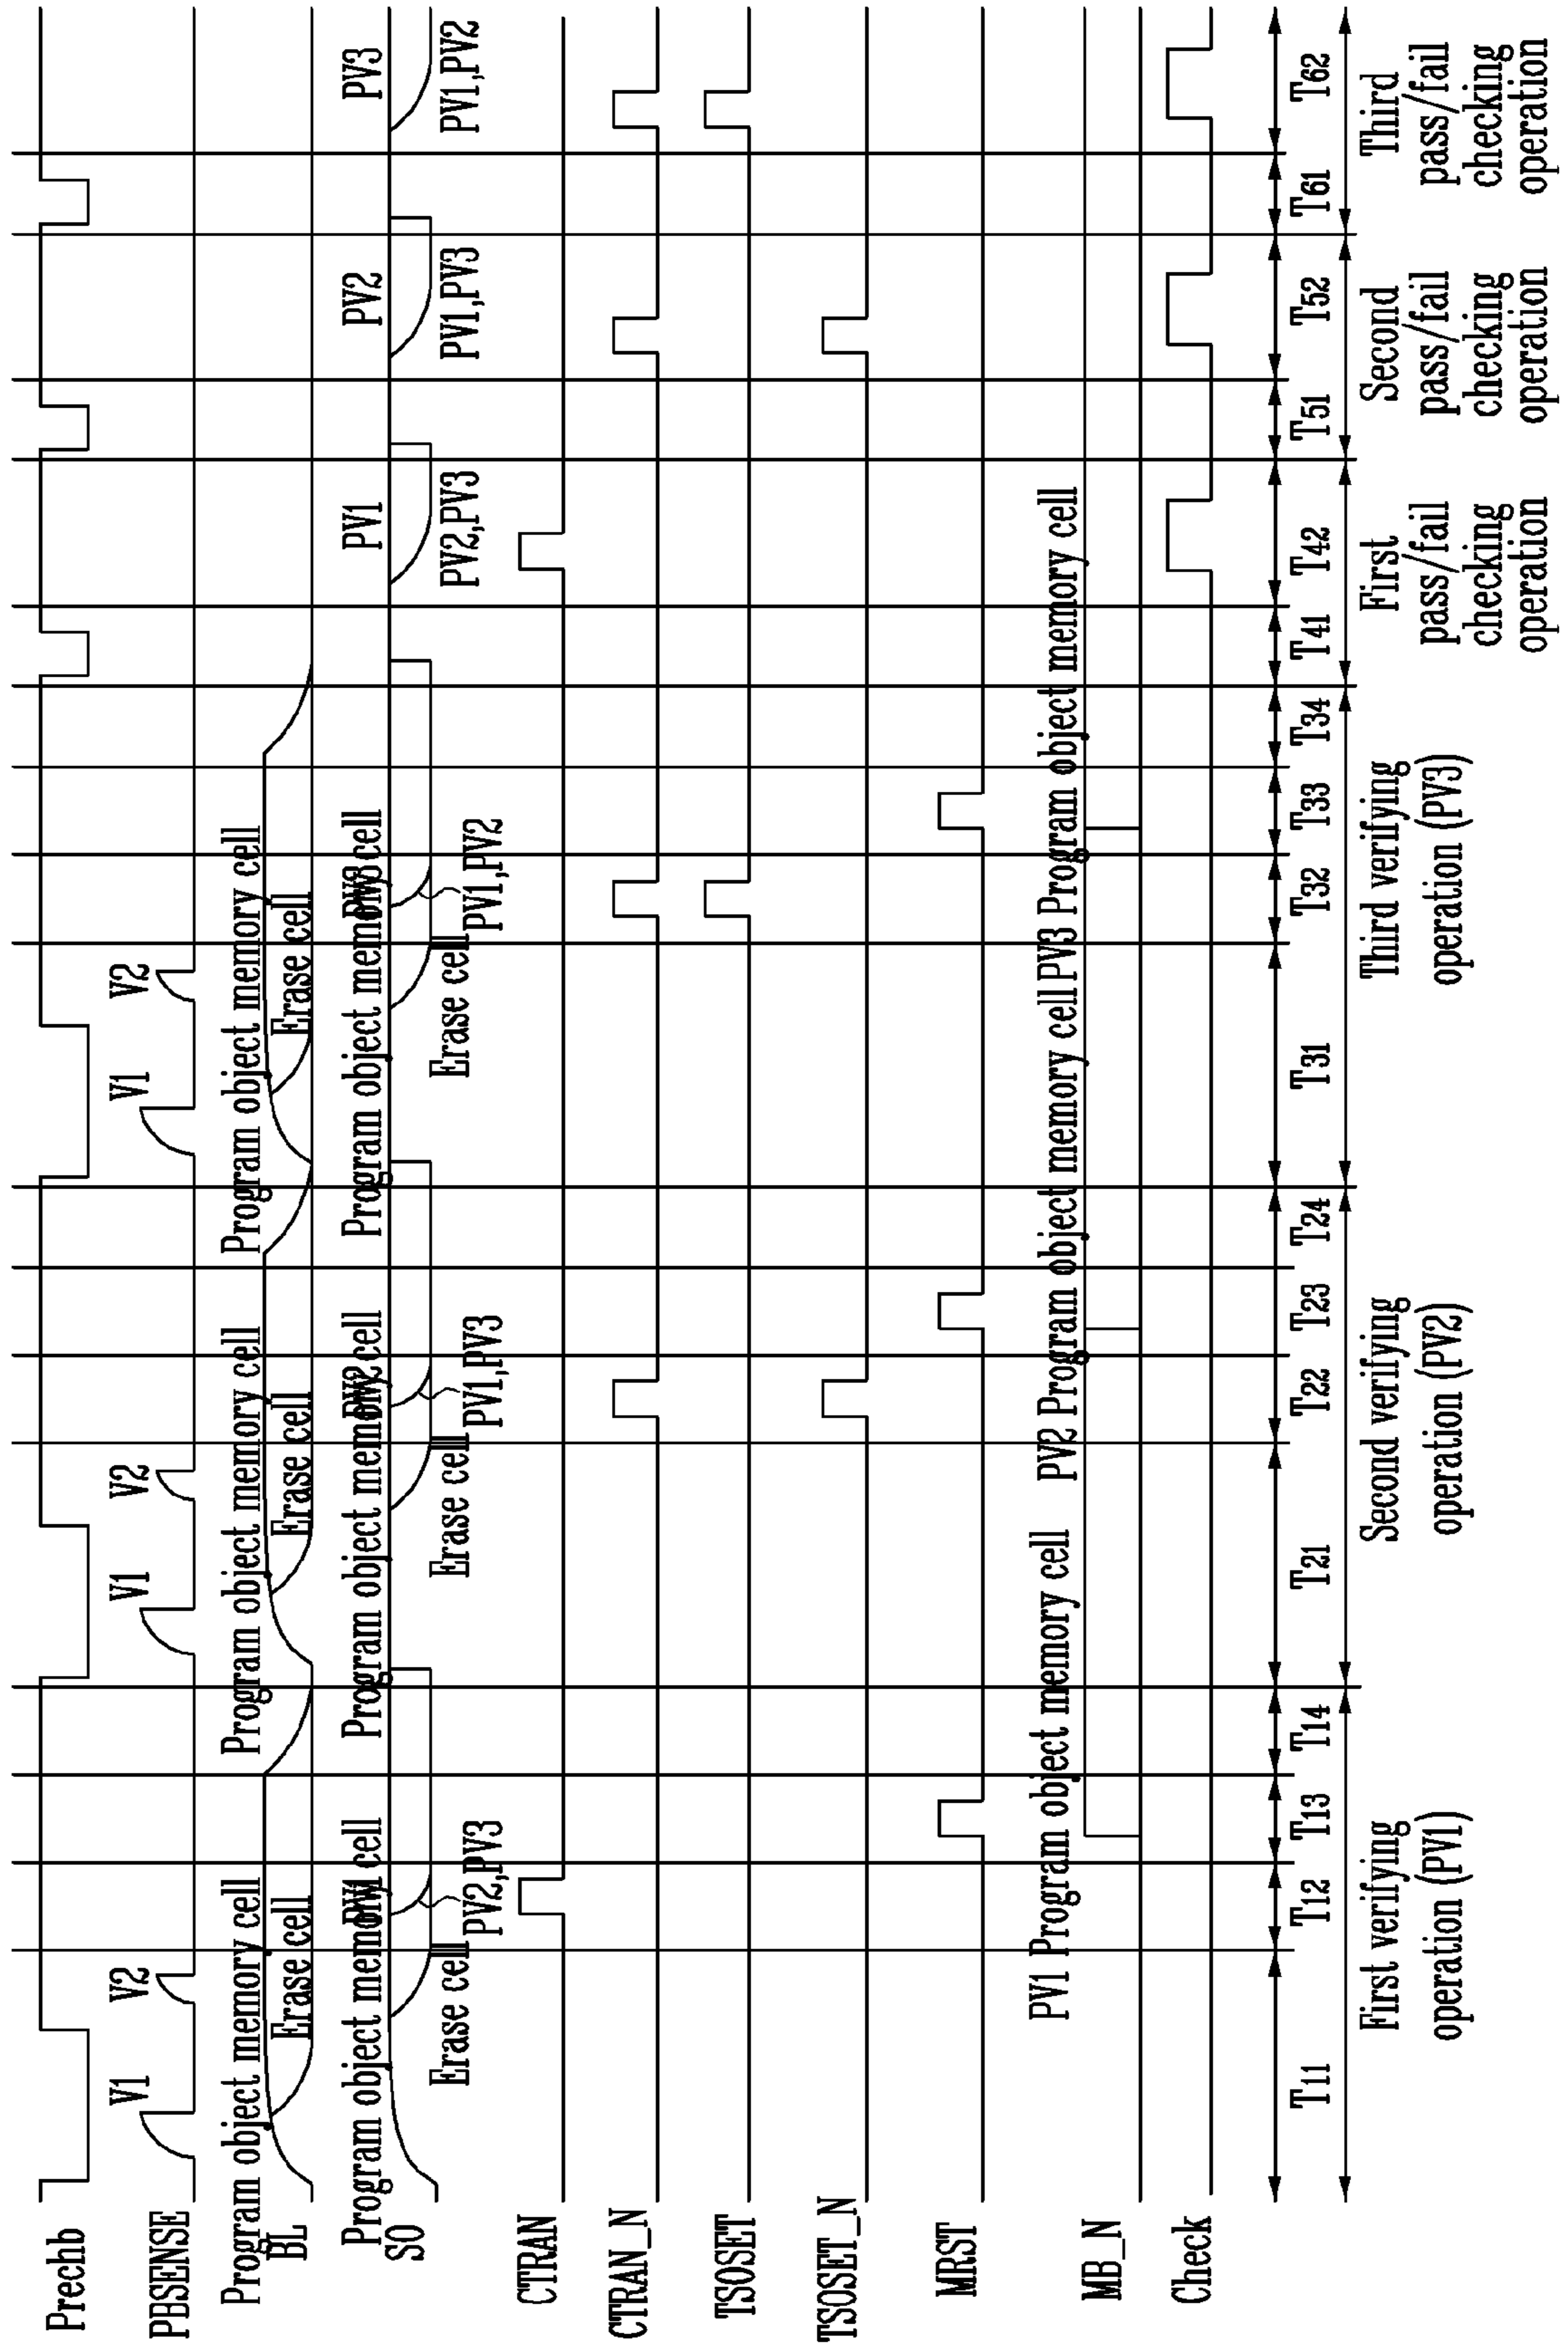 Prechb
V1
V2
V1
V2
V1
V2
PBSENSE
Program object memory cell
Program object memory cell
Program object memory cell
Erase cell
Erase cell
Erase cell
BL
Program object memory cell
PV1
Program object memory cell
PV2
Program object memory cell
PV3
PV1
PV2
PV3
SO
Erase cell
PV2,PV3
Erase cell
PV1,PV3
Erase cell
PV1,PV2
PV2,PV3
PV1,PV3
PV1,PV2
CTRAN
CTRAN_N
TSOSET
TSOSET_N
MRST
PV1 Program object memory cell
PV2 Program object memory cell
PV3 Program object memory cell
MB_N
Check
T11
T12
T13
T14
T21
T22
T23
T24
T31
T32
T33
T34
T41
T42
T51
T52
T61
T62
First verifying
operation (PV1)
Second verifying
operation (PV2)
Third verifying
operation (PV3)
First
pass/fail
checking
operation
Second
pass/fail
checking
operation
Third
pass/fail
checking
operation